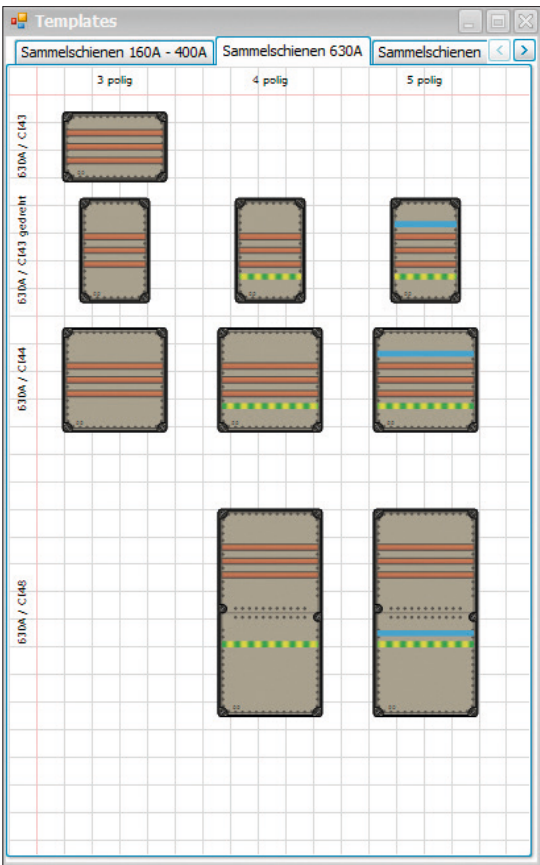 Templates
Sammelschienen 160A - 400A
Sammelschienen 630A
Sammelschienen
3 polig
4 polig
5 polig
630A / CI43
630A / CI43 gedreht
630A / CI44
630A / CI48